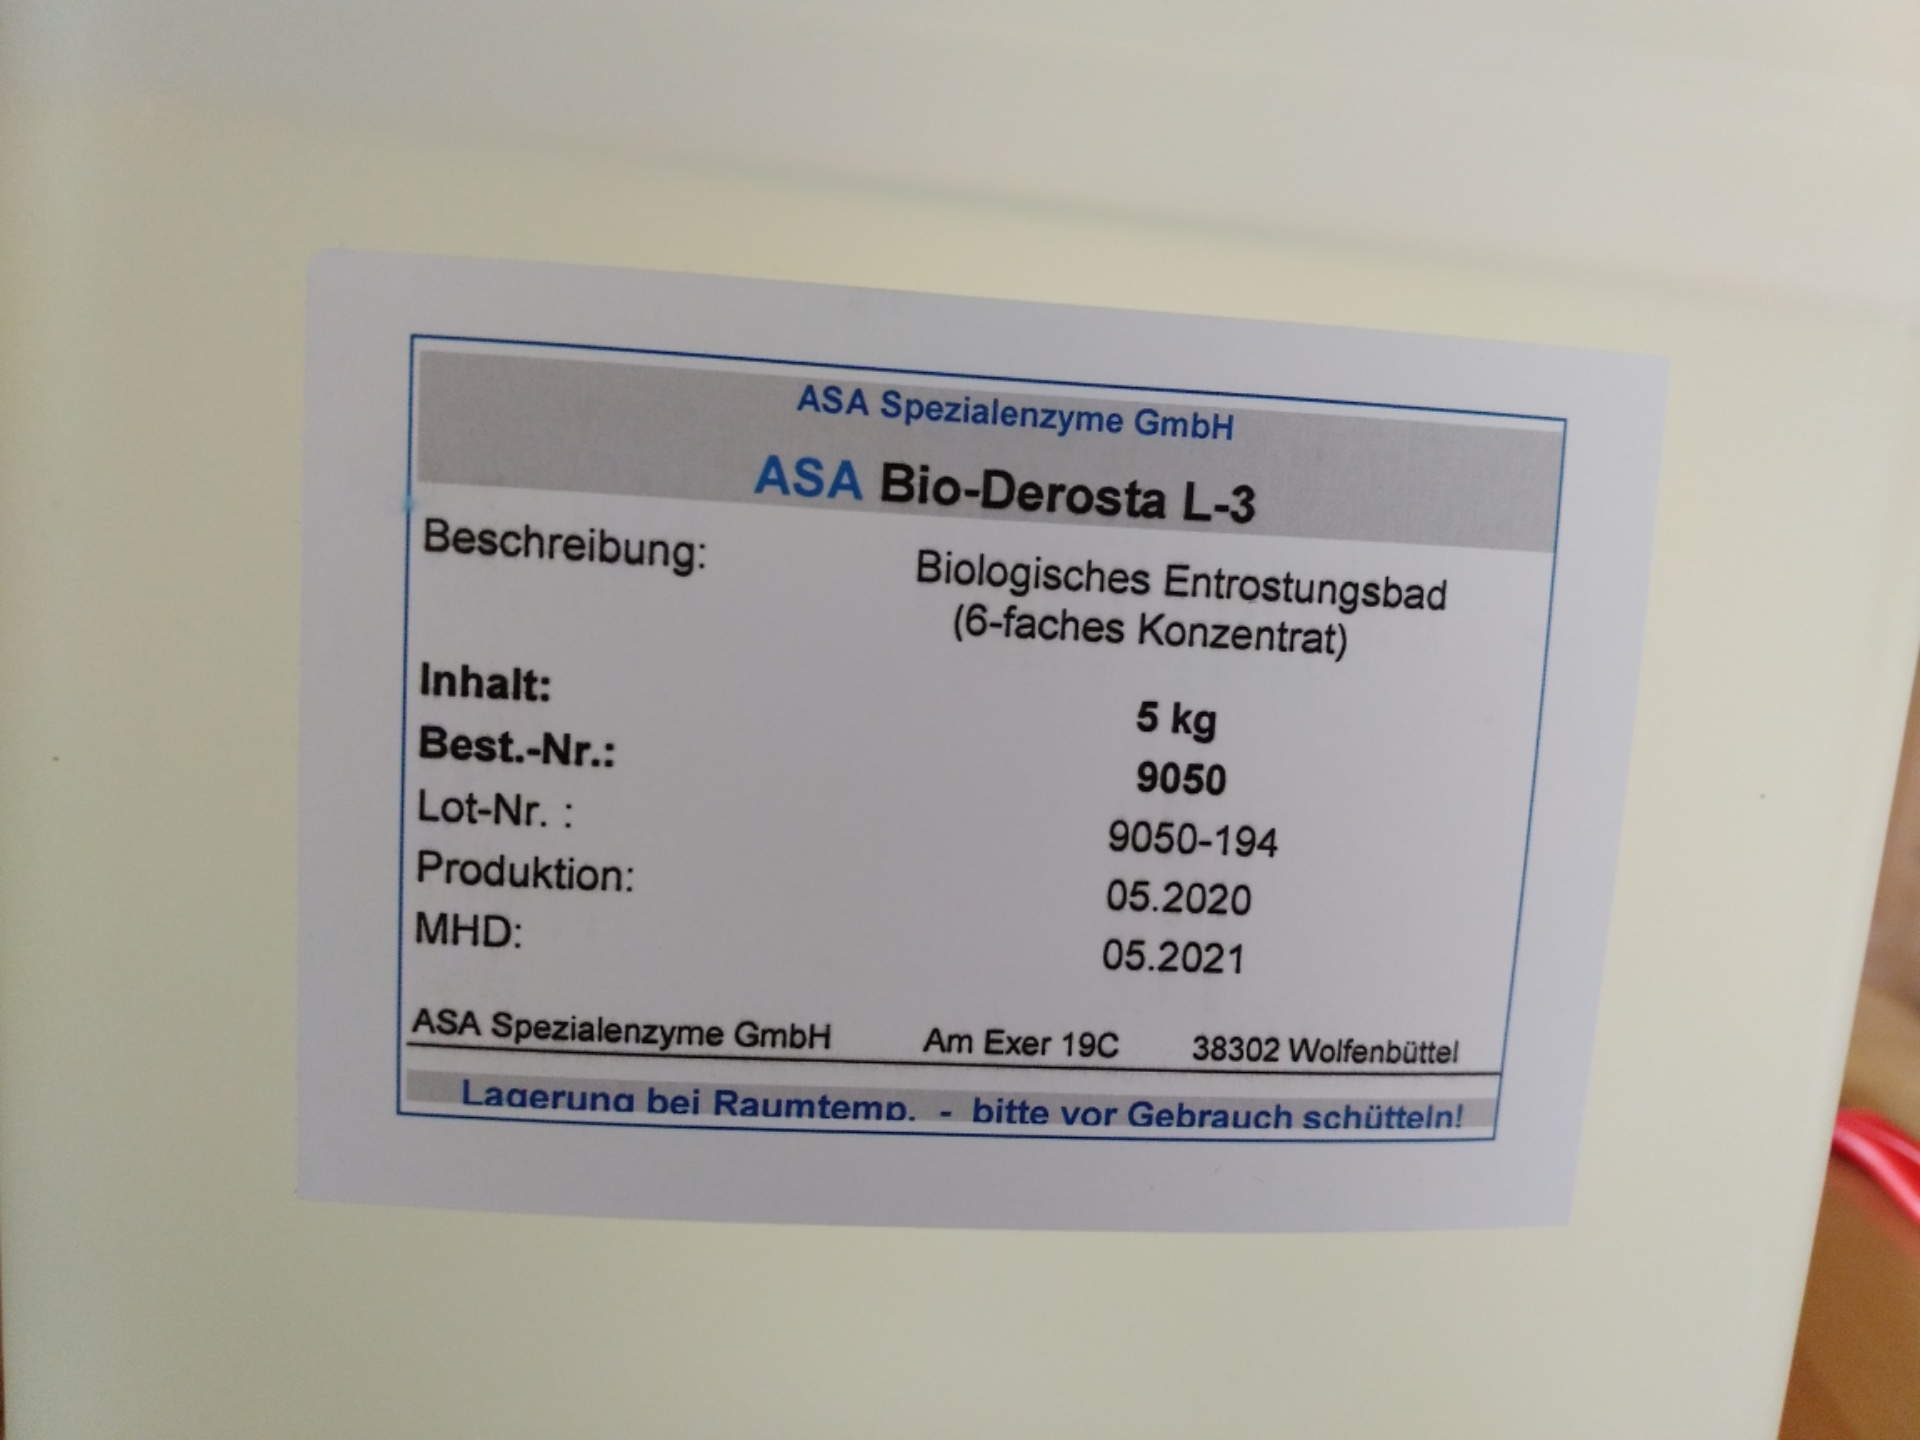 ASA Spezialenzyme GmbH
ASA Bio-Derosta L-3
Beschreibung: Biologisches Entrostungsbad
(6-faches Konzentrat)
Inhalt: 5 kg
Best.-Nr.: 9050
Lot-Nr. : 9050-194
Produktion: 05.2020
MHD: 05.2021
ASA Spezialenzyme GmbH Am Exer 19C 38302 Wolfenbüttel
Lagerung bei Raumtemp. - bitte vor Gebrauch schütteln!